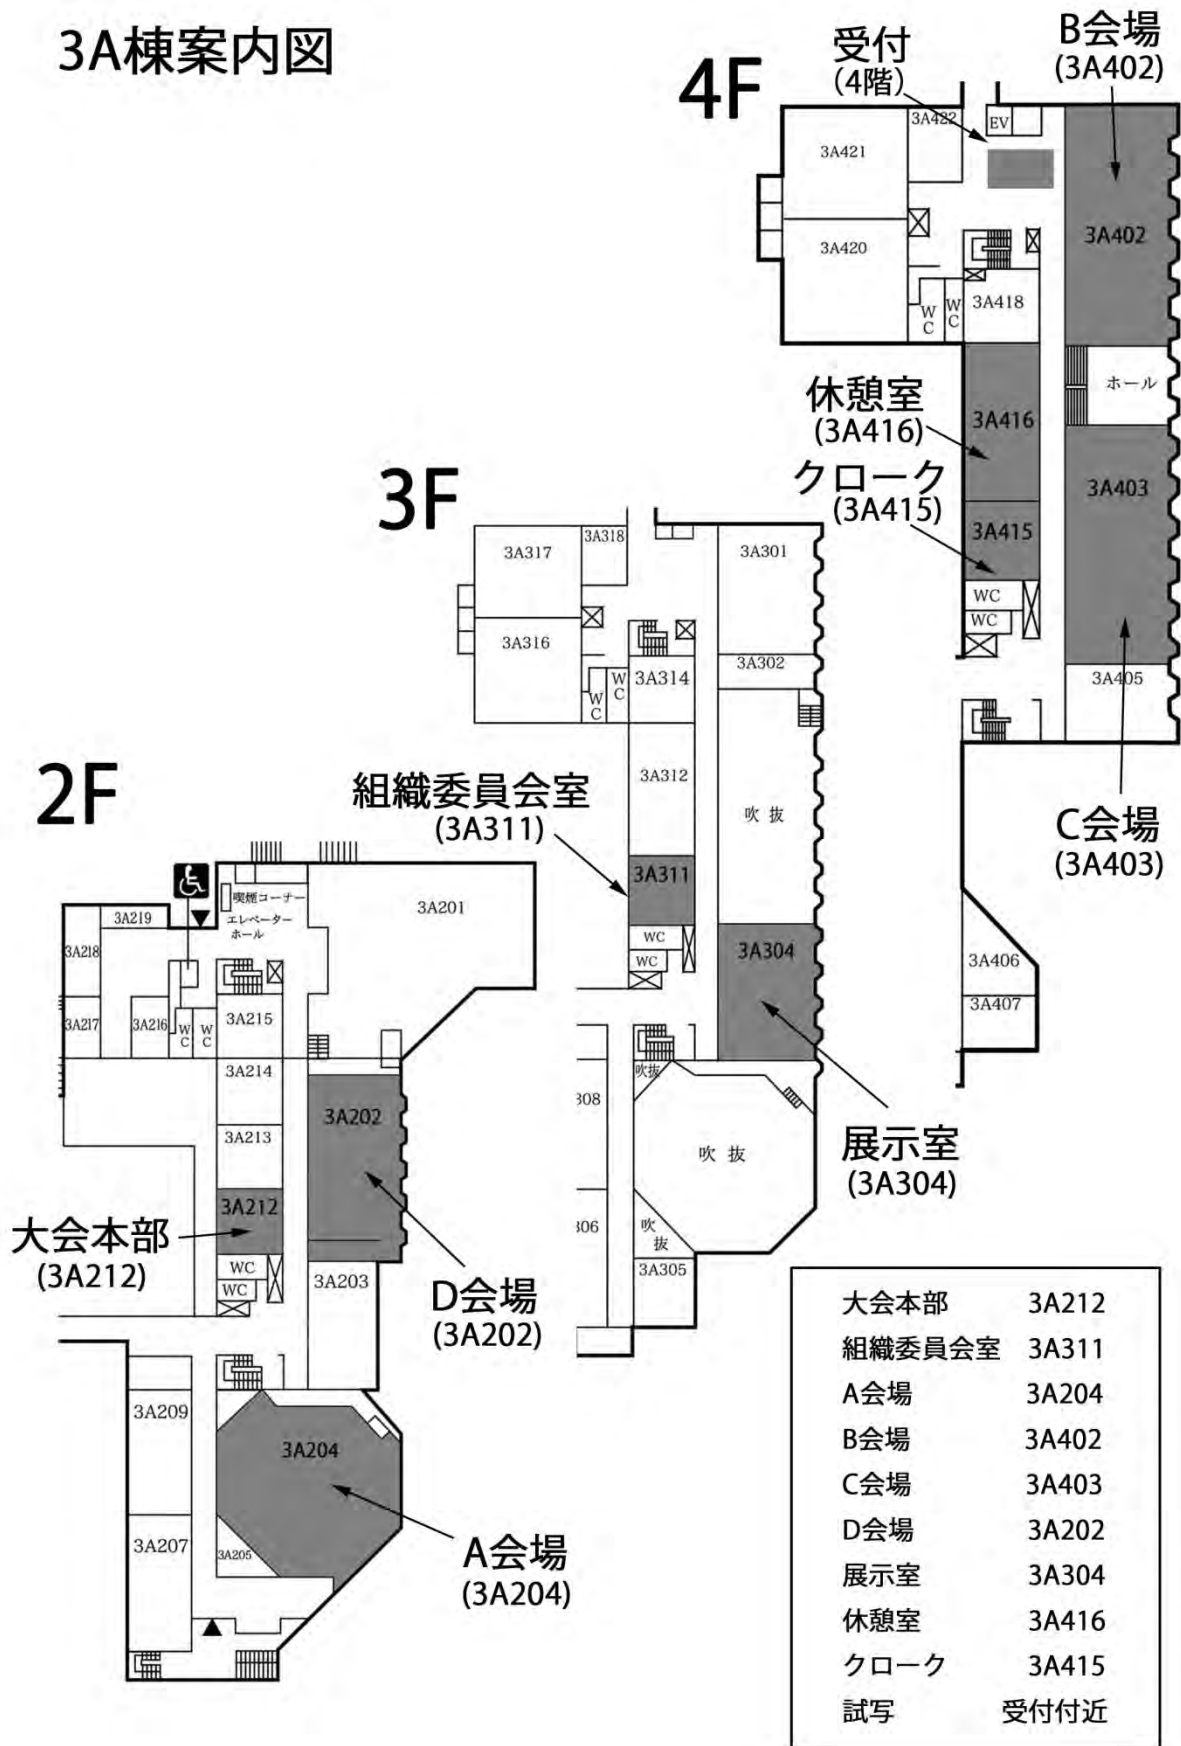 3A棟案内図
4F
受付
(4階)
B会場
(3A402)
3A422
EV
3A421
3A420
3A402
3A418
WC
WC
ホール
休憩室
(3A416)
3A416
クローク
(3A415)
3A415
3A403
WC
WC
3A405
C会場
(3A403)
3A406
3A407
3F
3A317
3A318
3A301
3A316
3A302
3A314
WC
WC
3A312
吹抜
組織委員会室
(3A311)
3A311
WC
WC
3A304
吹抜
308
吹抜
展示室
(3A304)
306
吹抜
3A305
2F
喫煙コーナー
エレベーター
ホール
3A201
3A219
3A218
3A217
3A216
WC
WC
3A215
3A214
3A213
3A202
3A212
大会本部
(3A212)
WC
WC
3A203
D会場
(3A202)
3A209
3A204
3A207
3A205
A会場
(3A204)
大会本部 3A212
組織委員会室 3A311
A会場 3A204
B会場 3A402
C会場 3A403
D会場 3A202
展示室 3A304
休憩室 3A416
クローク 3A415
試写 受付付近